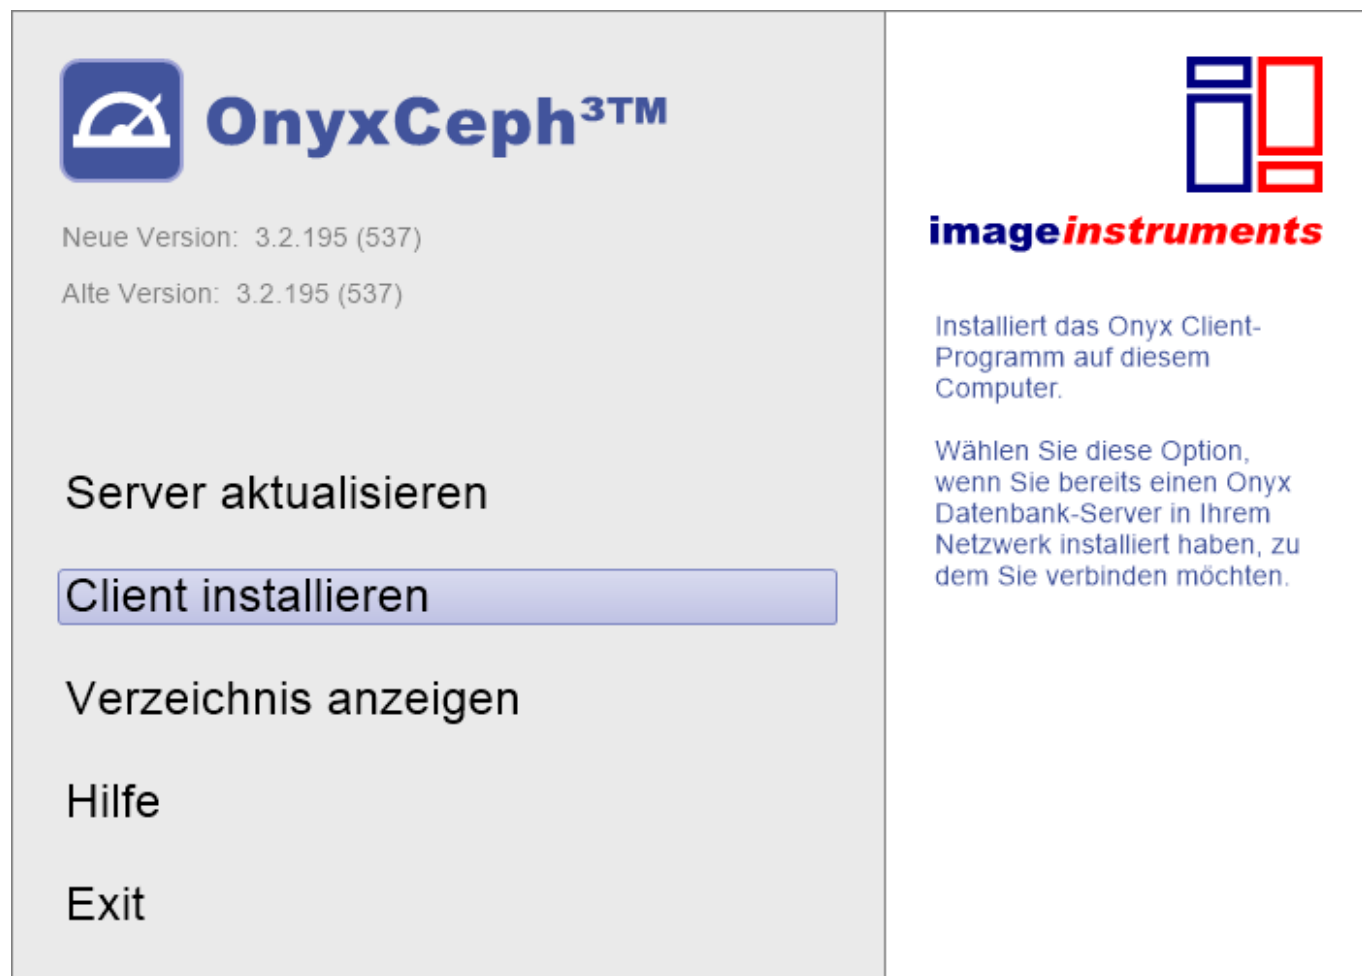 OnyxCeph³™
Neue Version: 3.2.195 (537)
Alte Version: 3.2.195 (537)
Server aktualisieren
Client installieren
Verzeichnis anzeigen
Hilfe
Exit
imageinstruments
Installiert das Onyx Client-
Programm auf diesem
Computer.
Wählen Sie diese Option,
wenn Sie bereits einen Onyx
Datenbank-Server in Ihrem
Netzwerk installiert haben, zu
dem Sie verbinden möchten.